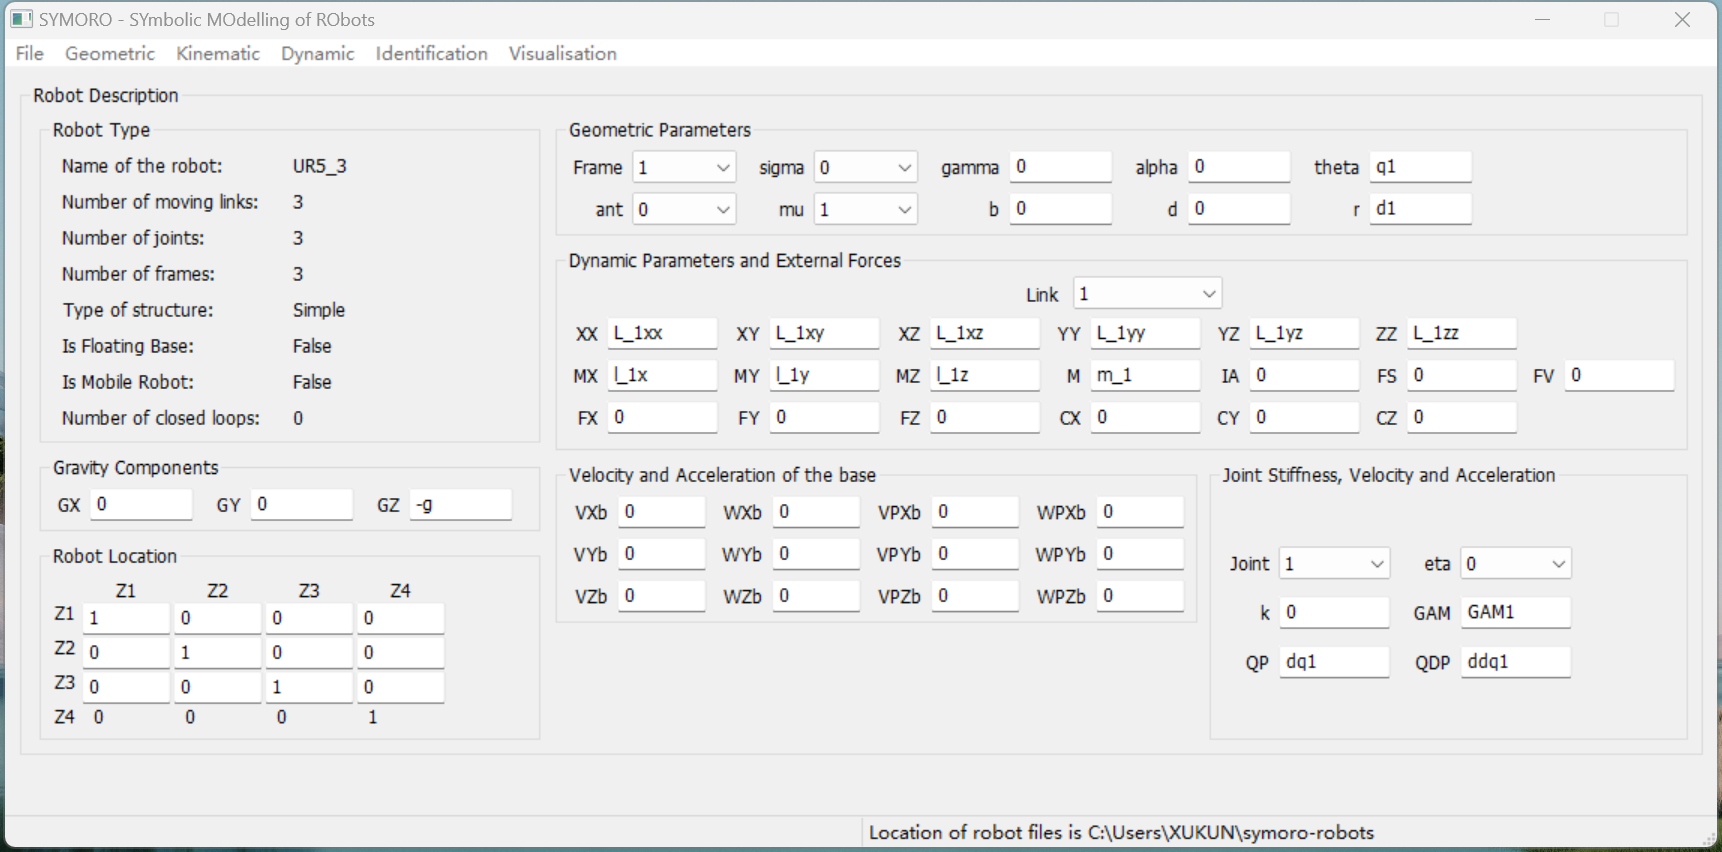 SYMORO - SYmbolic MOdelling of RObots
File Geometric Kinematic Dynamic Identification Visualisation
Robot Description
Robot Type
Name of the robot: UR5_3
Number of moving links: 3
Number of joints: 3
Number of frames: 3
Type of structure: Simple
Is Floating Base: False
Is Mobile Robot: False
Number of closed loops: 0
Gravity Components
GX 0 GY 0 GZ -g
Robot Location
Z1 Z2 Z3 Z4
Z1 1 0 0 0
Z2 0 1 0 0
Z3 0 0 1 0
Z4 0 0 0 1
Geometric Parameters
Frame 1 sigma 0 gamma 0 alpha 0 theta q1
ant 0 mu 1 b 0 d 0 r d1
Dynamic Parameters and External Forces
Link 1
XX L_1xx XY L_1xy XZ L_1xz YY L_1yy YZ L_1yz ZZ L_1zz
MX l_1x MY l_1y MZ l_1z M m_1 IA 0 FS 0 FV 0
FX 0 FY 0 FZ 0 CX 0 CY 0 CZ 0
Velocity and Acceleration of the base
VXb 0 WXb 0 VPXb 0 WPXb 0
VYb 0 WYb 0 VPYb 0 WPYb 0
VZb 0 WZb 0 VPZb 0 WPZb 0
Joint Stiffness, Velocity and Acceleration
Joint 1 eta 0
k 0 GAM GAM1
QP dq1 QDP ddq1
Location of robot files is C:\Users\XUKUN\symoro-robots